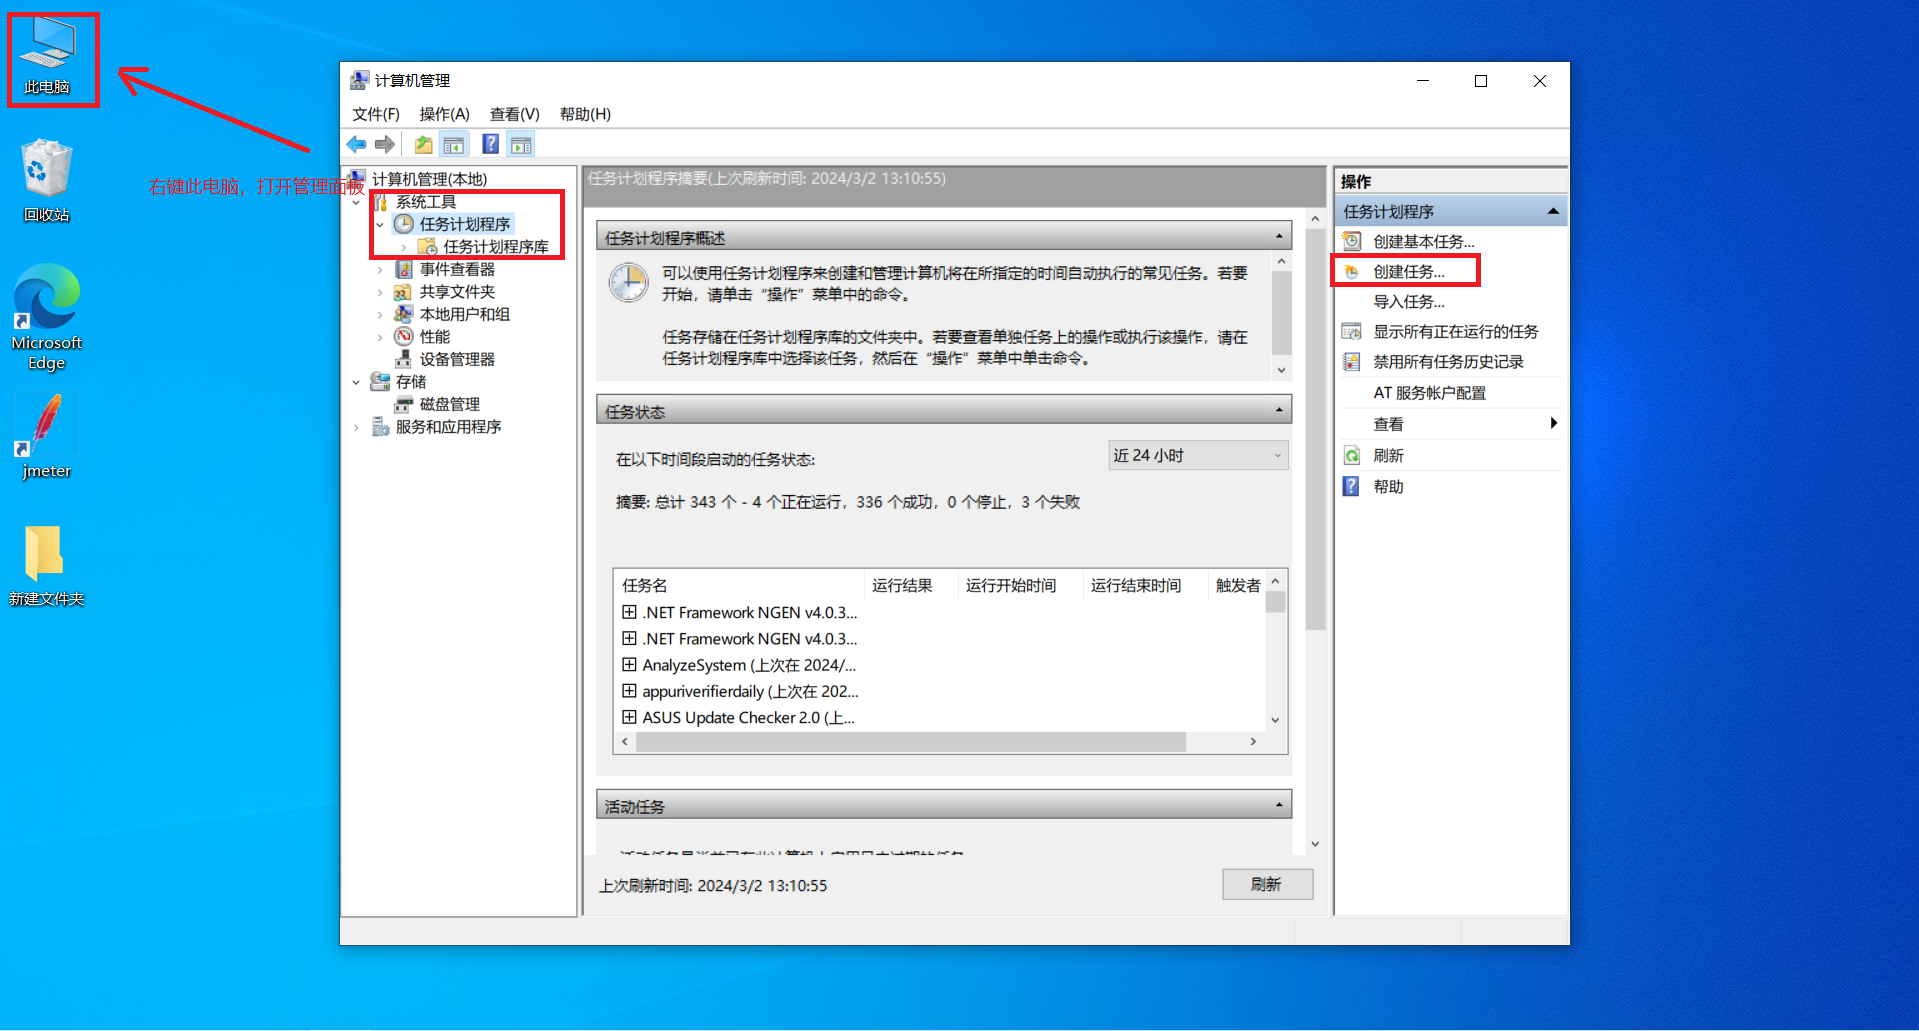 此电脑
回收站
Microsoft
Edge
jmeter
新建文件夹
右键此电脑，打开管理面板
计算机管理
文件(F) 操作(A) 查看(V) 帮助(H)
计算机管理(本地)
系统工具
任务计划程序
任务计划程序库
事件查看器
共享文件夹
本地用户和组
性能
设备管理器
存储
磁盘管理
服务和应用程序
任务计划程序摘要(上次刷新时间: 2024/3/2 13:10:55)
任务计划程序概述
可以使用任务计划程序来创建和管理计算机将在所指定的时间自动执行的常见任务。若要
开始，请单击“操作”菜单中的命令。
任务存储在任务计划程序库的文件夹中。若要查看单独任务上的操作或执行该操作，请在
任务计划程序库中选择该任务，然后在“操作”菜单中单击命令。
任务状态
在以下时间段启动的任务状态:
近 24 小时
摘要: 总计 343 个 - 4 个正在运行，336 个成功，0 个停止，3 个失败
任务名 运行结果 运行开始时间 运行结束时间 触发者
.NET Framework NGEN v4.0.3...
.NET Framework NGEN v4.0.3...
AnalyzeSystem (上次在 2024/...
appuriverifierdaily (上次在 202...
ASUS Update Checker 2.0 (上...
活动任务
上次刷新时间: 2024/3/2 13:10:55
刷新
操作
任务计划程序
创建基本任务...
创建任务...
导入任务...
显示所有正在运行的任务
禁用所有任务历史记录
AT 服务帐户配置
查看
刷新
帮助